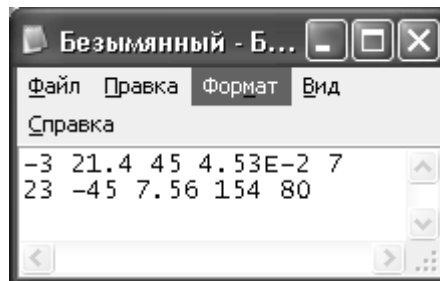 Безымянный - Б...
Файл Правка Формат Вид
Справка
-3 21.4 45 4.53E-2 7
23 -45 7.56 154 80